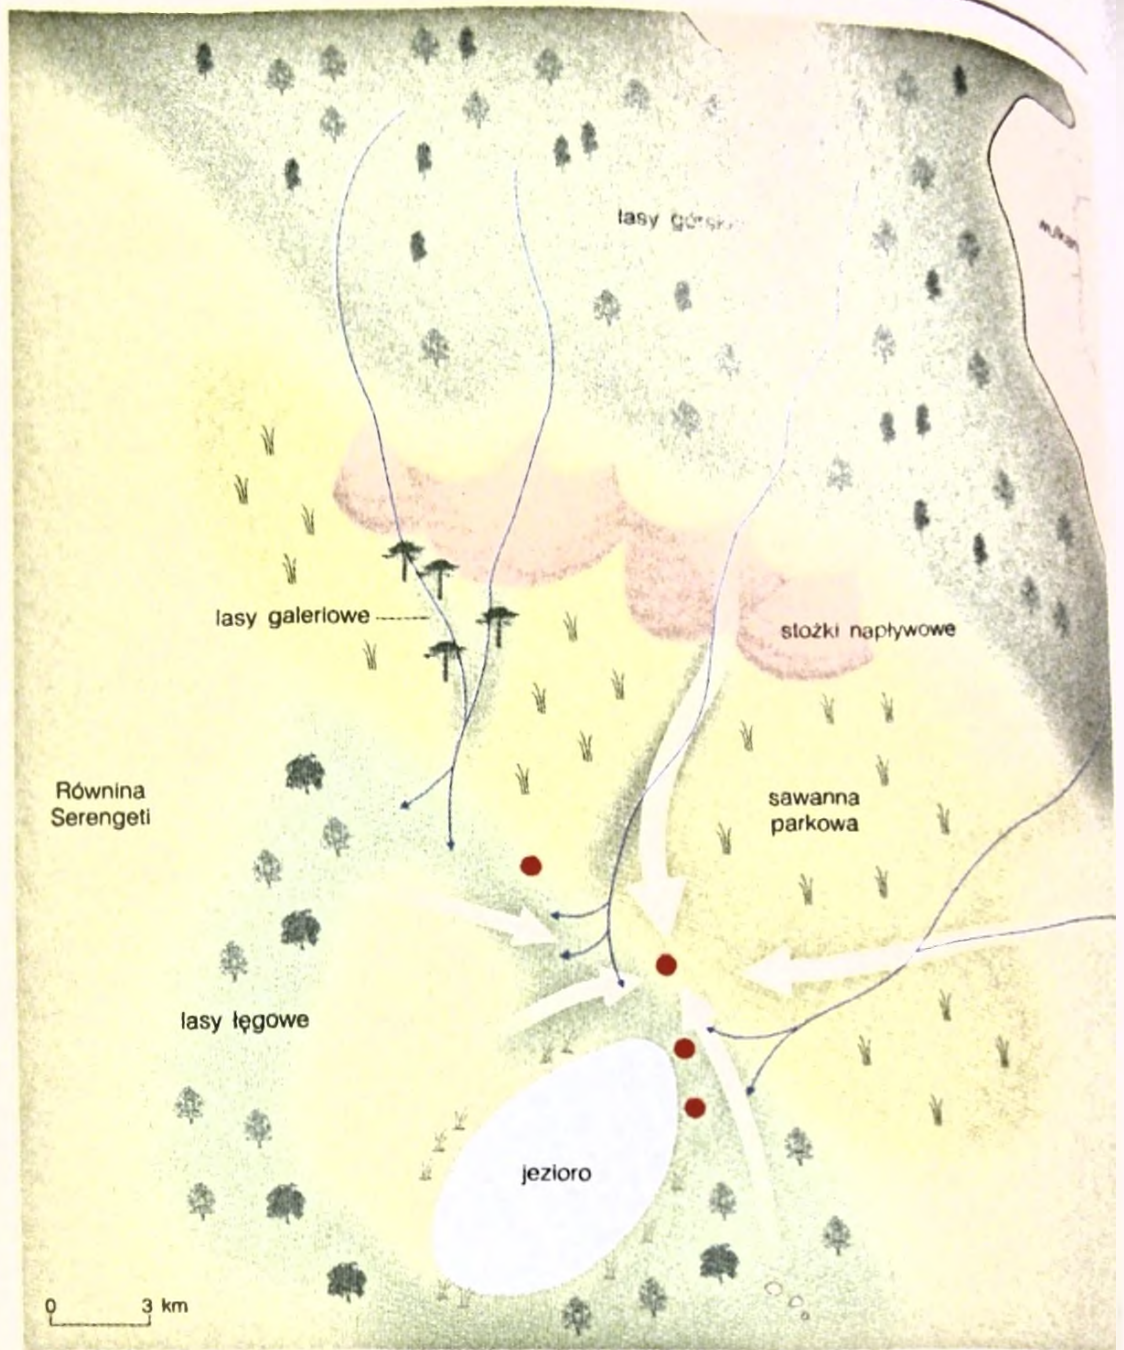 lasy
lasy galeriowe
stożki napływowe
Równina
Serengeti
sawanna
parkowa
lasy łęgowe
jezioro
0 3 km